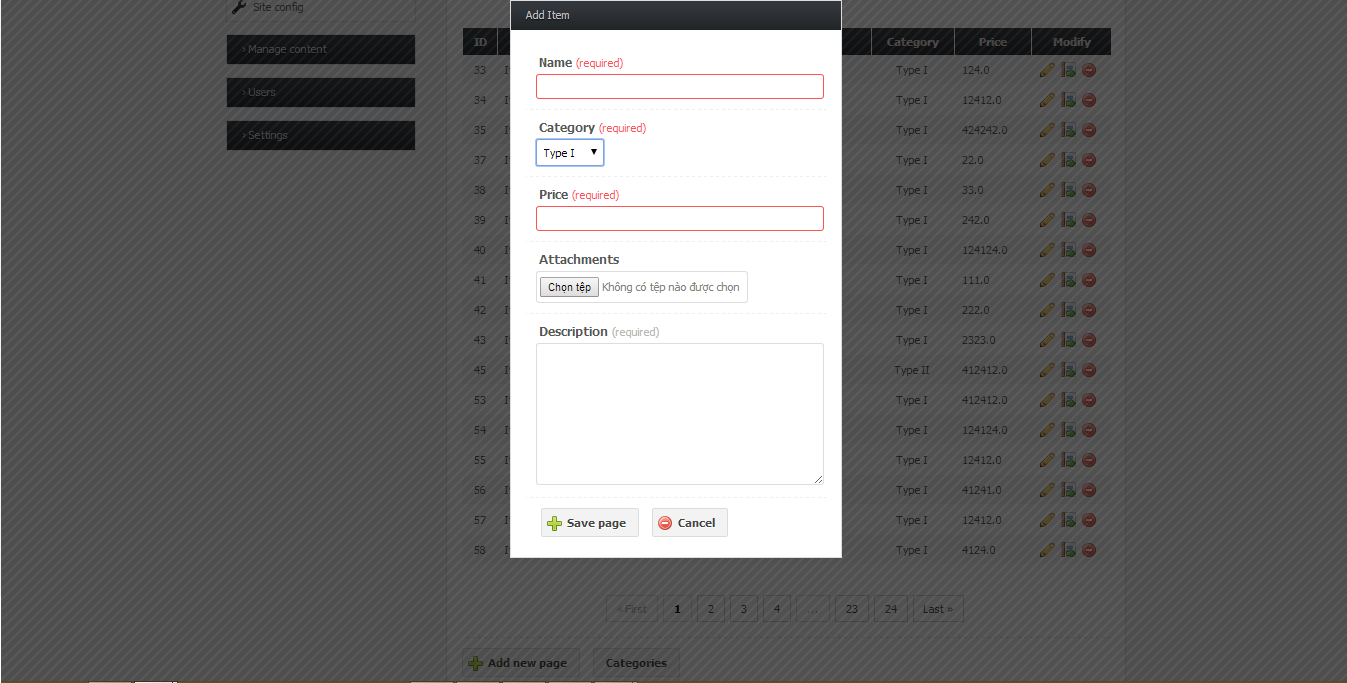 Site config
› Manage content
› Users
› Settings
Add Item
Name (required)
Category (required)
Type I
Price (required)
Attachments
Chọn tệp Không có tệp nào được chọn
Description (required)
Save page Cancel
ID Category Price Modify
33 Type I 124.0
34 Type I 12412.0
35 Type I 424242.0
37 Type I 22.0
38 Type I 33.0
39 Type I 242.0
40 Type I 124124.0
41 Type I 111.0
42 Type I 222.0
43 Type I 2323.0
45 Type II 412412.0
53 Type I 412412.0
54 Type I 124124.0
55 Type I 12412.0
56 Type I 41241.0
57 Type I 12412.0
58 Type I 4124.0
« First 1 2 3 4 ... 23 24 Last »
Add new page Categories